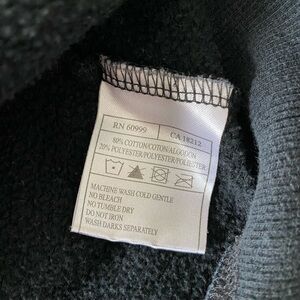 RN 60999 CA 18212
80% COTTON/COTTON/ALGODON
20% POLYESTER/POLYESTER/POLIESTER
MACHINE WASH COLD GENTLE
NO BLEACH
NO TUMBLE DRY
DO NOT IRON
WASH DARKS SEPARATELY